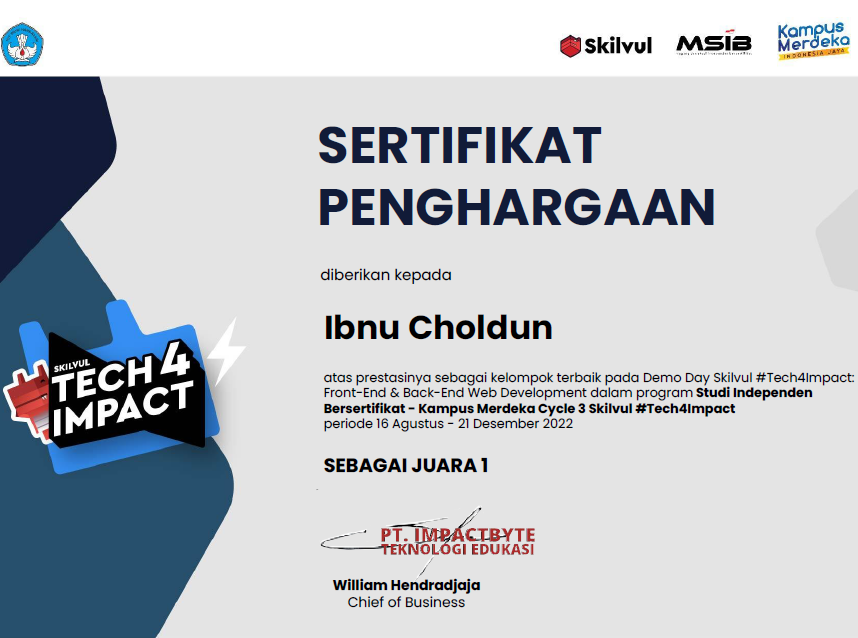 Skilvul
MSIB
Kampus
Merdeka
INDONESIA JAYA
SERTIFIKAT
PENGHARGAAN
diberikan kepada
Ibnu Choldun
SKILVUL
TECH 4
IMPACT
atas prestasinya sebagai kelompok terbaik pada Demo Day Skilvul #Tech4Impact:
Front-End & Back-End Web Development dalam program Studi Independen
Bersertifikat - Kampus Merdeka Cycle 3 Skilvul #Tech4Impact
periode 16 Agustus - 21 Desember 2022
SEBAGAI JUARA 1
PT. IMPACTBYTE
TEKNOLOGI EDUKASI
William Hendradjaja
Chief of Business